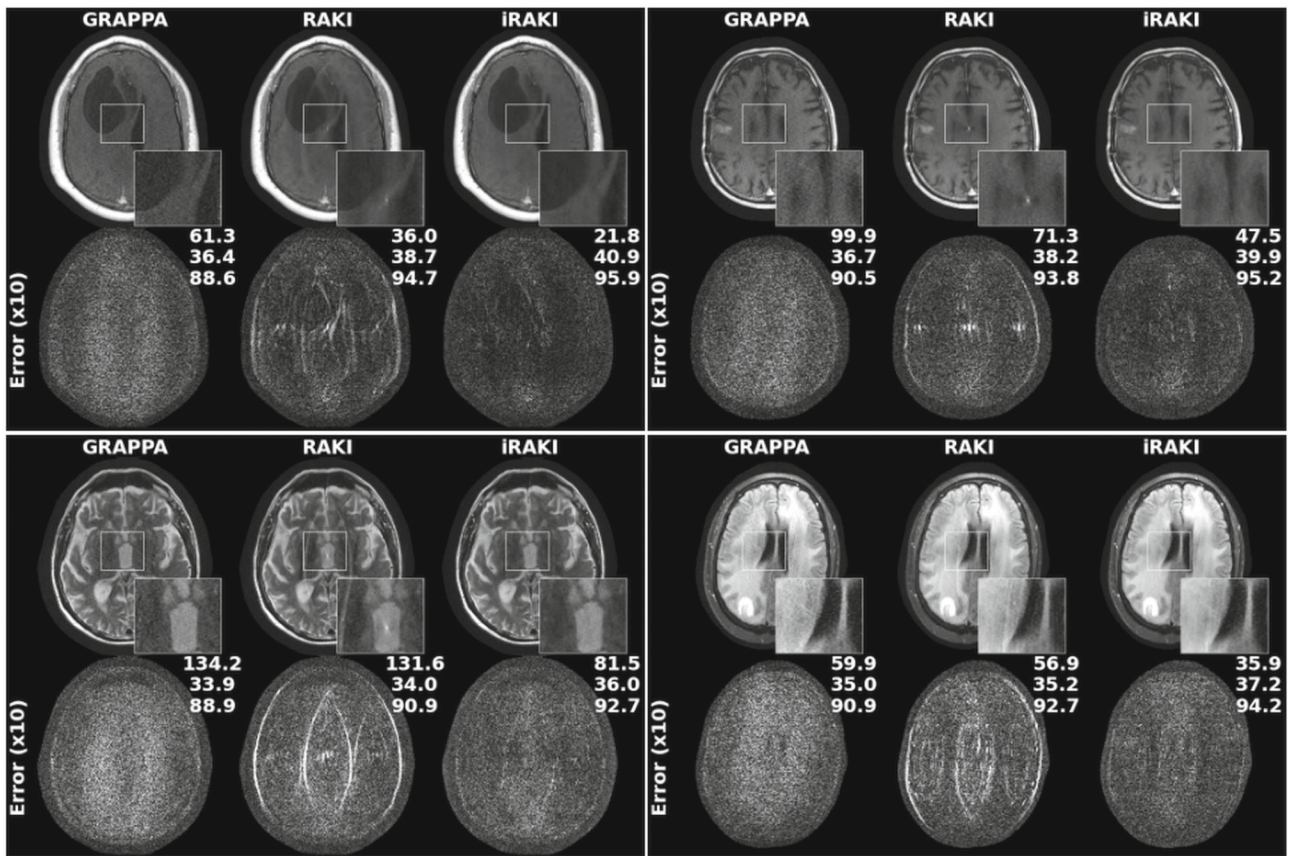 GRAPPA RAKI iRAKI
61.3 36.0 21.8
36.4 38.7 40.9
88.6 94.7 95.9
Error (x10)
GRAPPA RAKI iRAKI
99.9 71.3 47.5
36.7 38.2 39.9
90.5 93.8 95.2
Error (x10)
GRAPPA RAKI iRAKI
134.2 131.6 81.5
33.9 34.0 36.0
88.9 90.9 92.7
Error (x10)
GRAPPA RAKI iRAKI
59.9 56.9 35.9
35.0 35.2 37.2
90.9 92.7 94.2
Error (x10)